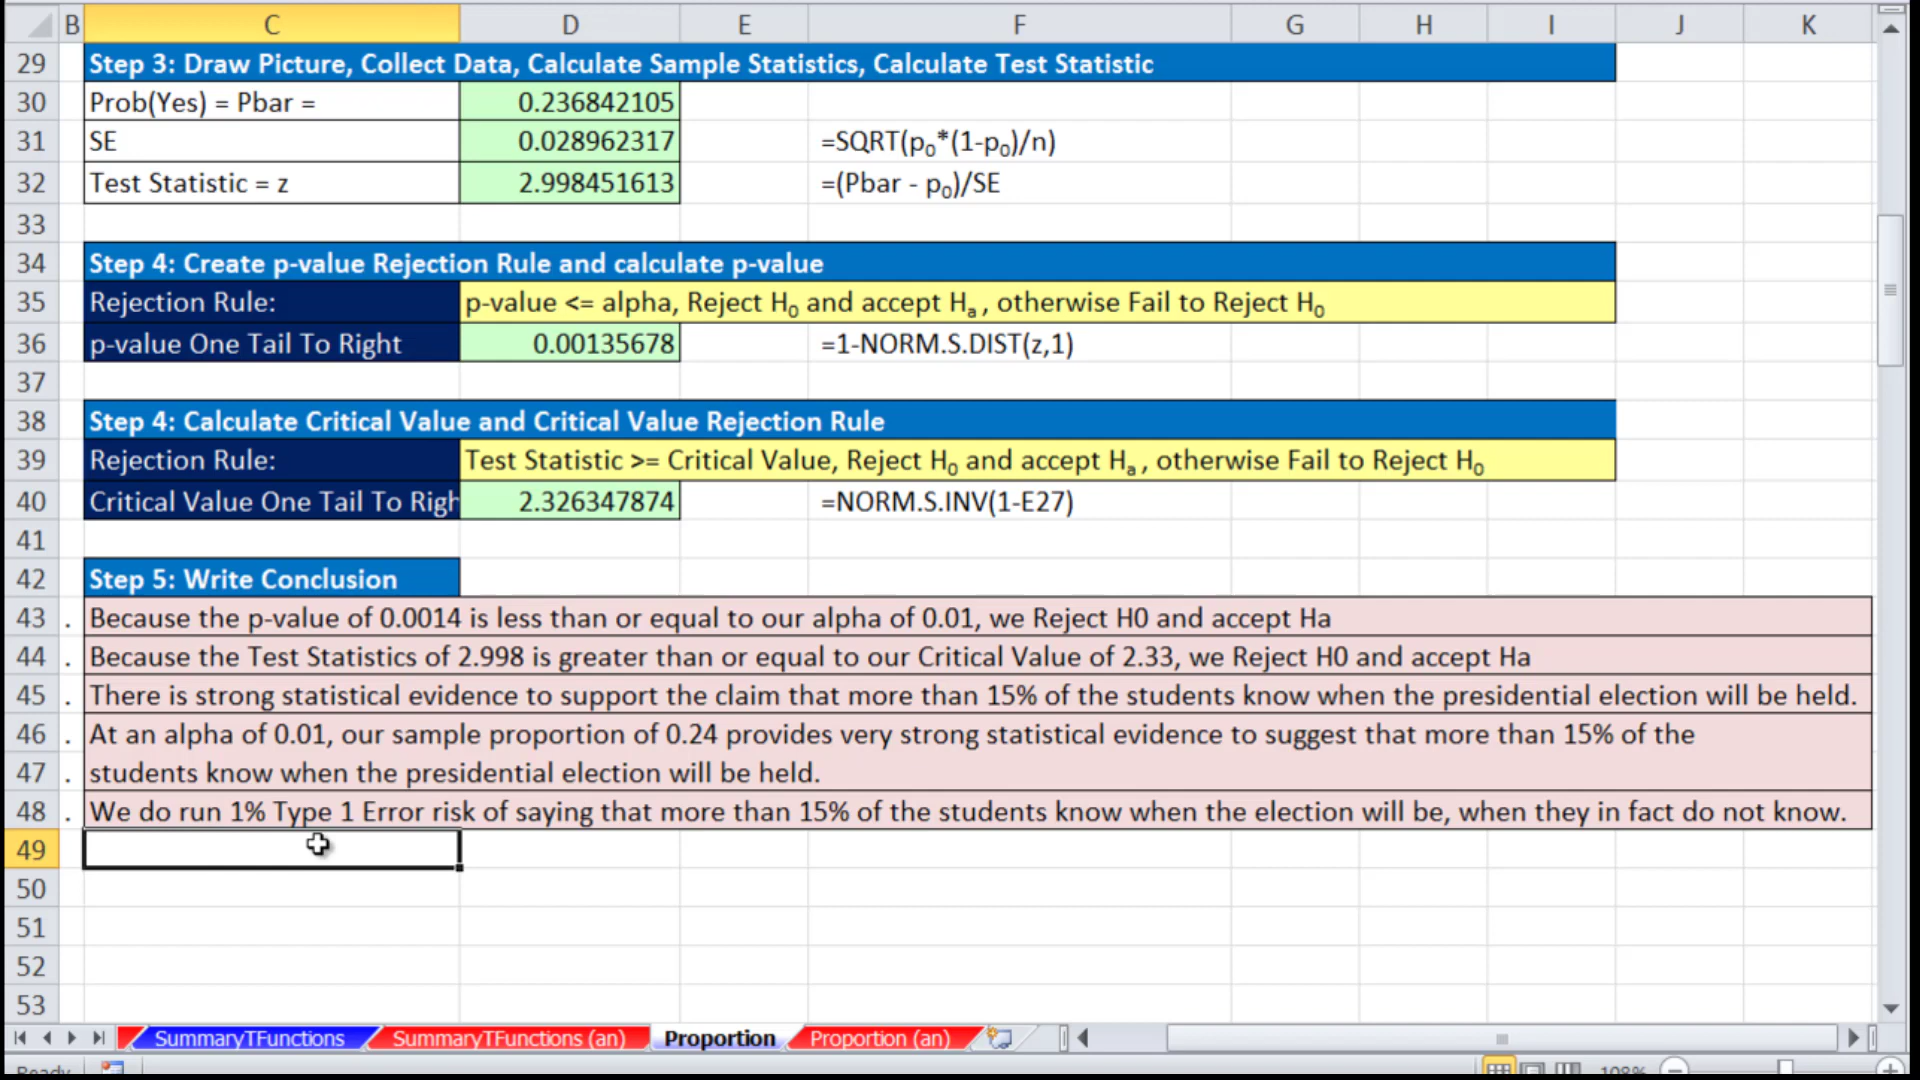 B C D E F G H I J K
29 Step 3: Draw Picture, Collect Data, Calculate Sample Statistics, Calculate Test Statistic
30 Prob(Yes) = Pbar = 0.236842105
31 SE 0.028962317 =SQRT(p₀*(1-p₀)/n)
32 Test Statistic = z 2.998451613 =(Pbar - p₀)/SE
33
34 Step 4: Create p-value Rejection Rule and calculate p-value
35 Rejection Rule: p-value <= alpha, Reject H₀ and accept Hₐ , otherwise Fail to Reject H₀
36 p-value One Tail To Right 0.00135678 =1-NORM.S.DIST(z,1)
37
38 Step 4: Calculate Critical Value and Critical Value Rejection Rule
39 Rejection Rule: Test Statistic >= Critical Value, Reject H₀ and accept Hₐ , otherwise Fail to Reject H₀
40 Critical Value One Tail To Righ 2.326347874 =NORM.S.INV(1-E27)
41
42 Step 5: Write Conclusion
43 . Because the p-value of 0.0014 is less than or equal to our alpha of 0.01, we Reject H0 and accept Ha
44 . Because the Test Statistics of 2.998 is greater than or equal to our Critical Value of 2.33, we Reject H0 and accept Ha
45 . There is strong statistical evidence to support the claim that more than 15% of the students know when the presidential election will be held.
46 . At an alpha of 0.01, our sample proportion of 0.24 provides very strong statistical evidence to suggest that more than 15% of the
47 . students know when the presidential election will be held.
48 . We do run 1% Type 1 Error risk of saying that more than 15% of the students know when the election will be, when they in fact do not know.
49
50
51
52
53
SummaryTFunctions SummaryTFunctions (an) Proportion Proportion (an)
Ready 108%